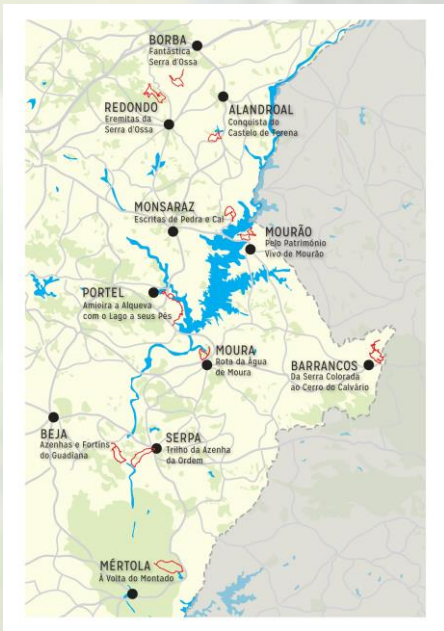 BORBA
Fantástica
Serra d'Ossa
REDONDO
Eremitas da
Serra d'Ossa
ALANDROAL
Conquista do
Castelo de Terena
MONSARAZ
Escritas de Pedra e Cal
MOURÃO
Pelo Património
Vivo de Mourão
PORTEL
Amieira a Alqueva
com o Lago a seus Pés
MOURA
Rota da Água
de Moura
BARRANCOS
Da Serra Colorada
ao Cerro do Calvário
BEJA
Azenhas e Fortins
do Guadiana
SERPA
Trilho da Azenha
da Ordem
MÉRTOLA
À Volta do Montado